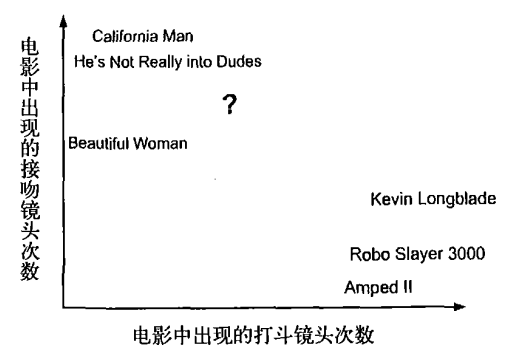 电影中出现的接吻镜头次数
California Man
He's Not Really into Dudes
?
Beautiful Woman
Kevin Longblade
Robo Slayer 3000
Amped II
电影中出现的打斗镜头次数